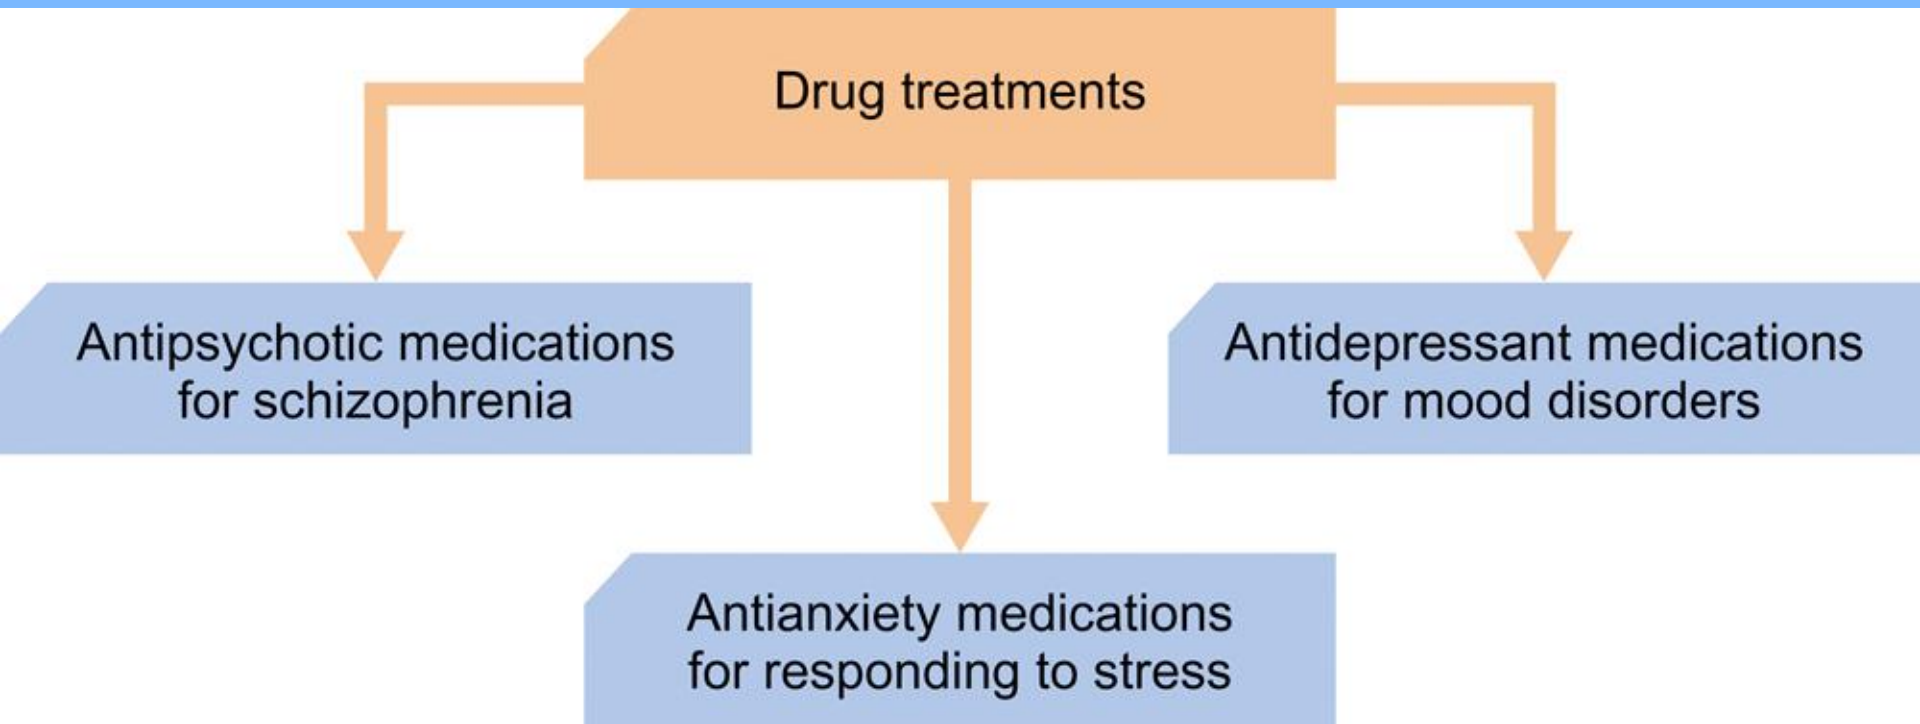 Drug treatments
Antipsychotic medications
for schizophrenia
Antidepressant medications
for mood disorders
Antianxiety medications
for responding to stress